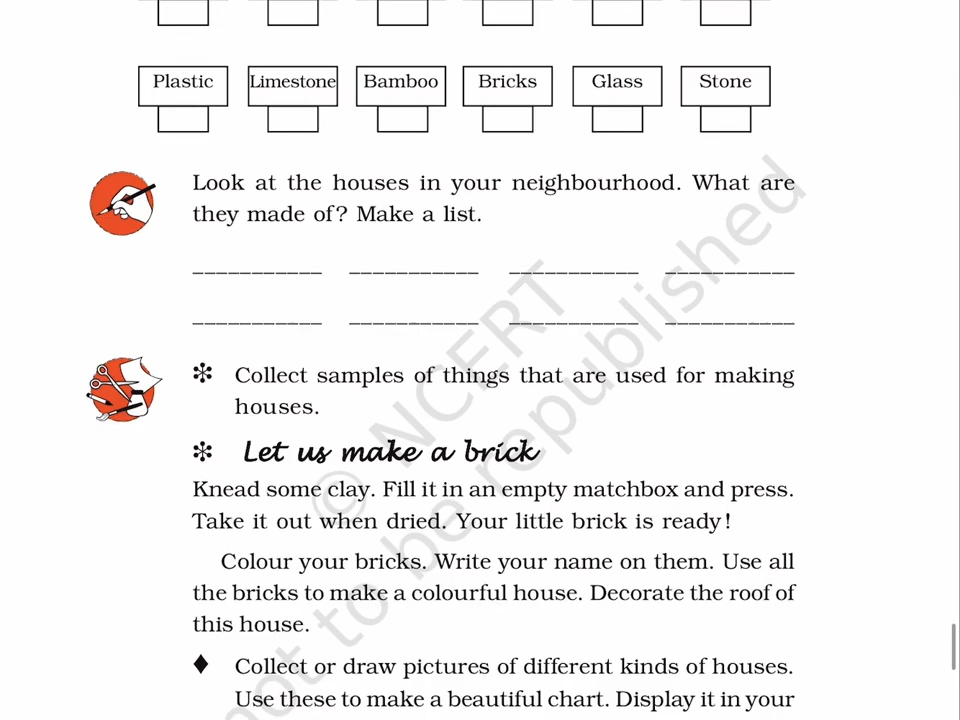 Plastic Limestone Bamboo Bricks Glass Stone
Look at the houses in your neighbourhood. What are
they made of? Make a list.
Collect samples of things that are used for making
houses.
Let us make a brick
Knead some clay. Fill it in an empty matchbox and press.
Take it out when dried. Your little brick is ready!
Colour your bricks. Write your name on them. Use all
the bricks to make a colourful house. Decorate the roof of
this house.
Collect or draw pictures of different kinds of houses.
Use these to make a beautiful chart. Display it in your
© NCERT
not to be republished